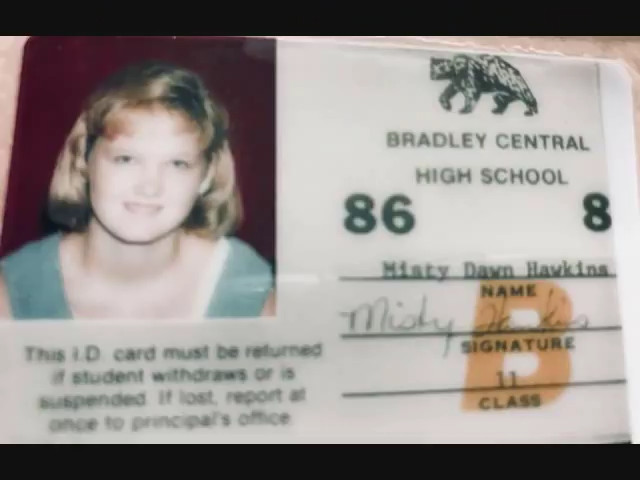 BRADLEY CENTRAL
HIGH SCHOOL
86 8
Misty Dawn Hawkins
NAME
Misty Hawkins
SIGNATURE
11
CLASS
B
This I.D. card must be returned
if student withdraws or is
suspended. If lost, report at
once to principal's office.